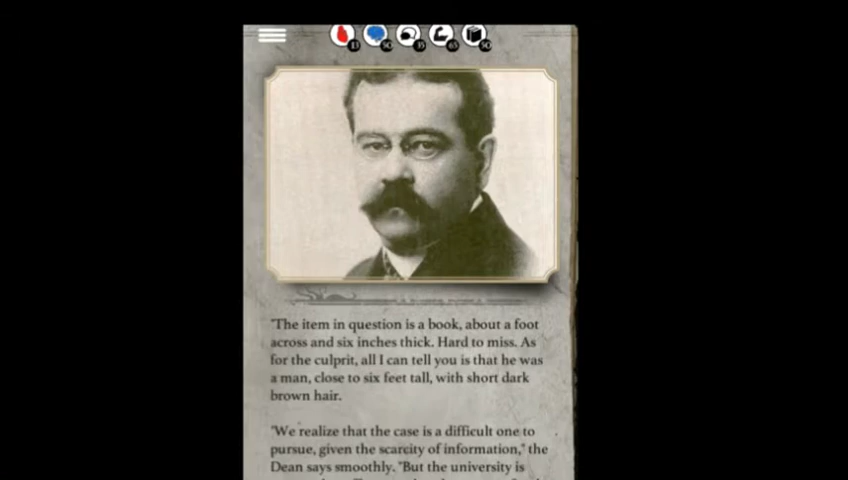 "The item in question is a book, about a foot
across and six inches thick. Hard to miss. As
for the culprit, all I can tell you is that he was
a man, close to six feet tall, with short dark
brown hair.
"We realize that the case is a difficult one to
pursue, given the scarcity of information," the
Dean says smoothly. "But the university is